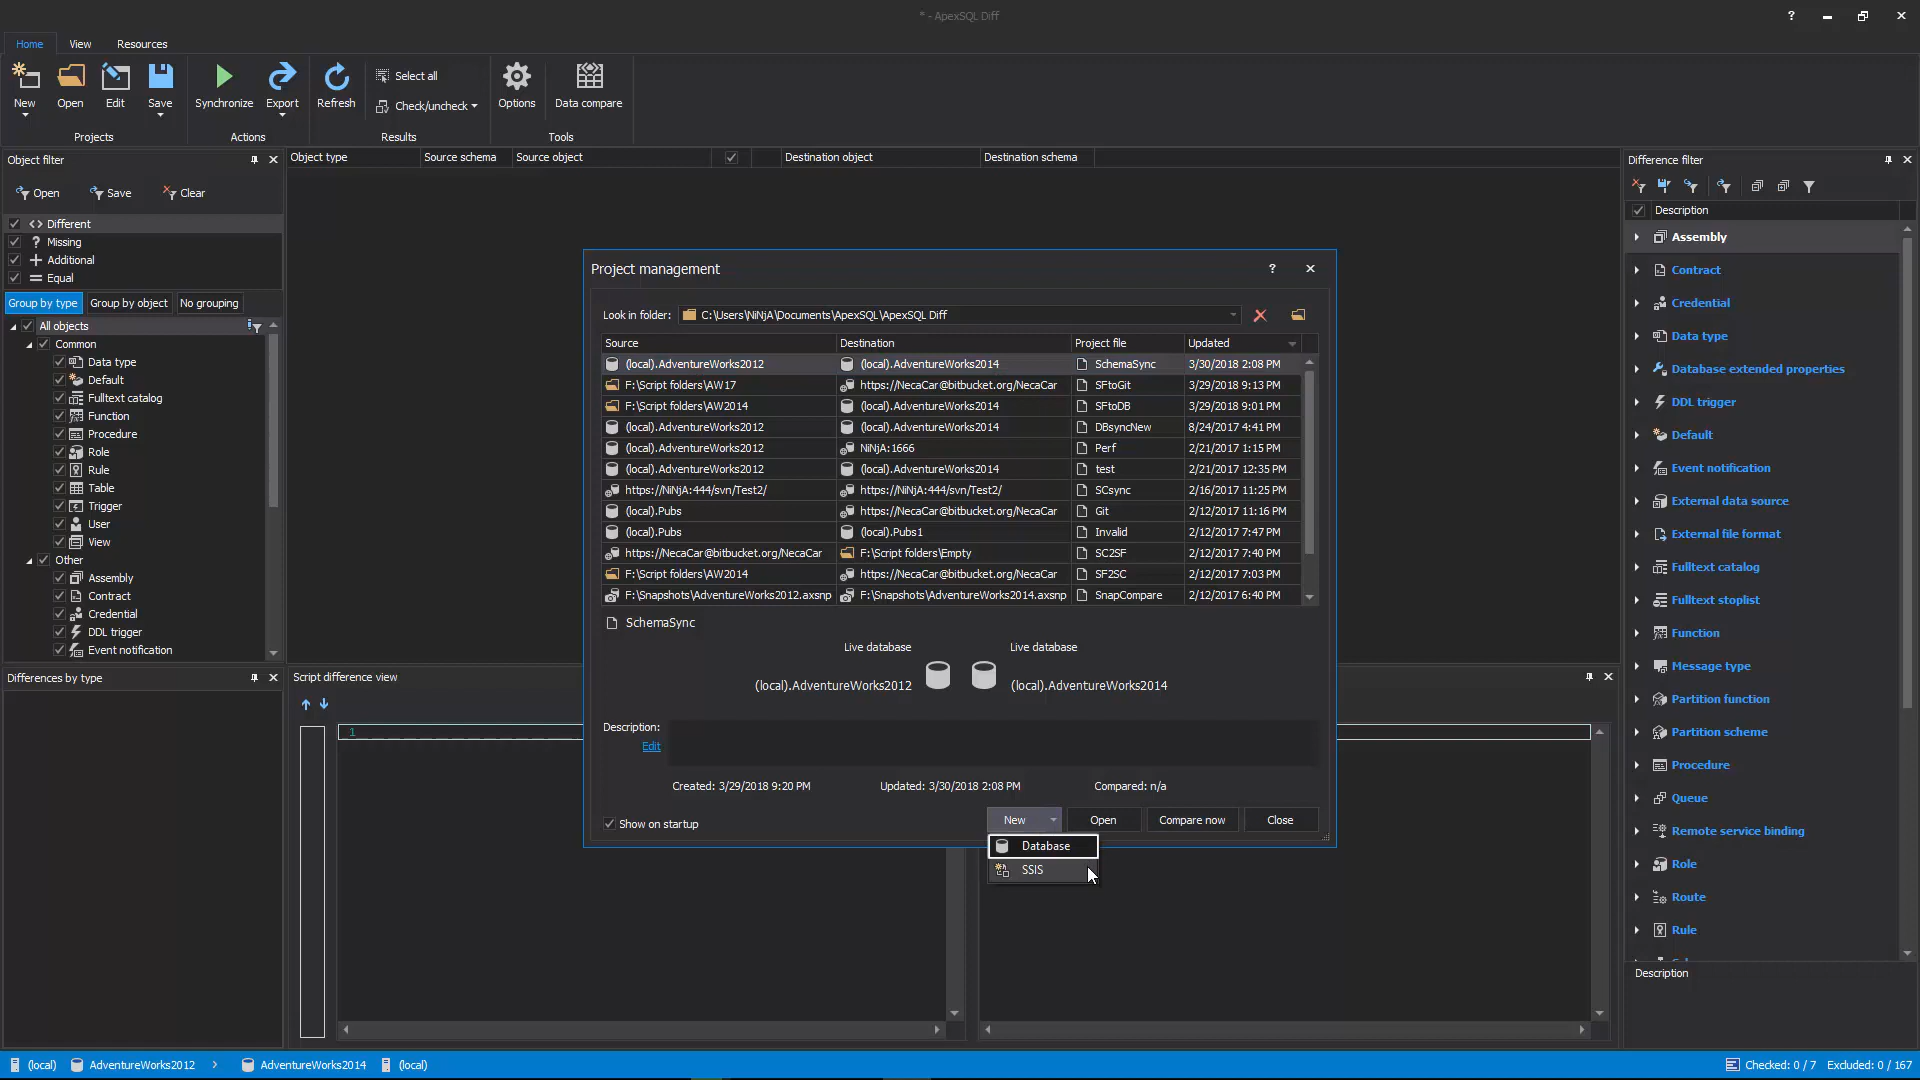 * - ApexSQL Diff
Home View Resources
New Open Edit Save Synchronize Export Refresh Select all Check/uncheck Options Data compare
Projects Actions Results Tools
Object filter
Open Save Clear
Different
Missing
Additional
Equal
Group by type Group by object No grouping
All objects
Common
Data type
Default
Fulltext catalog
Function
Procedure
Role
Rule
Table
Trigger
User
View
Other
Assembly
Contract
Credential
DDL trigger
Event notification
Differences by type
Object type Source schema Source object Destination object Destination schema
Project management
Look in folder: C:\Users\NiNjA\Documents\ApexSQL\ApexSQL Diff
Source Destination Project file Updated
(local).AdventureWorks2012 (local).AdventureWorks2014 SchemaSync 3/30/2018 2:08 PM
F:\Script folders\AW17 https://NecaCar@bitbucket.org/NecaCar SFtoGit 3/29/2018 9:13 PM
F:\Script folders\AW2014 (local).AdventureWorks2014 SFtoDB 3/29/2018 9:01 PM
(local).AdventureWorks2012 (local).AdventureWorks2014 DBsyncNew 8/24/2017 4:41 PM
(local).AdventureWorks2012 NiNjA:1666 Perf 2/21/2017 1:15 PM
(local).AdventureWorks2012 (local).AdventureWorks2014 test 2/21/2017 12:35 PM
https://NiNjA:444/svn/Test2/ https://NiNjA:444/svn/Test2/ SCsync 2/16/2017 11:25 PM
(local).Pubs https://NecaCar@bitbucket.org/NecaCar Git 2/12/2017 11:16 PM
(local).Pubs (local).Pubs1 Invalid 2/12/2017 7:47 PM
https://NecaCar@bitbucket.org/NecaCar F:\Script folders\Empty SC2SF 2/12/2017 7:40 PM
F:\Script folders\AW2014 https://NecaCar@bitbucket.org/NecaCar SF2SC 2/12/2017 7:03 PM
F:\Snapshots\AdventureWorks2012.axsnp F:\Snapshots\AdventureWorks2014.axsnp SnapCompare 2/12/2017 6:40 PM
SchemaSync
Live database Live database
(local).AdventureWorks2012 (local).AdventureWorks2014
Description:
Edit
Created: 3/29/2018 9:20 PM Updated: 3/30/2018 2:08 PM Compared: n/a
Show on startup New Open Compare now Close
Database
SSIS
Script difference view
1
Difference filter
Description
Assembly
Contract
Credential
Data type
Database extended properties
DDL trigger
Default
Event notification
External data source
External file format
Fulltext catalog
Fulltext stoplist
Function
Message type
Partition function
Partition scheme
Procedure
Queue
Remote service binding
Role
Route
Rule
Description
(local) AdventureWorks2012 AdventureWorks2014 (local) Checked: 0 / 7 Excluded: 0 / 167